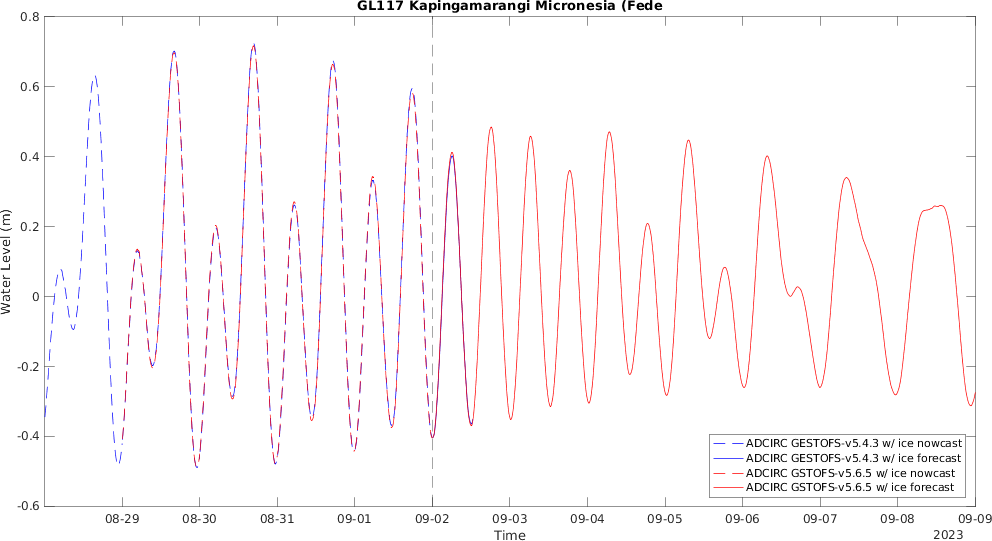 GL117 Kapingamarangi Micronesia (Fede
0.8
0.6
0.4
0.2
0
-0.2
-0.4
-0.6
Water Level (m)
ADCIRC GESTOFS-v5.4.3 w/ ice nowcast
ADCIRC GESTOFS-v5.4.3 w/ ice forecast
ADCIRC GSTOFS-v5.6.5 w/ ice nowcast
ADCIRC GSTOFS-v5.6.5 w/ ice forecast
08-29 08-30 08-31 09-01 09-02 09-03 09-04 09-05 09-06 09-07 09-08 09-09
Time
2023